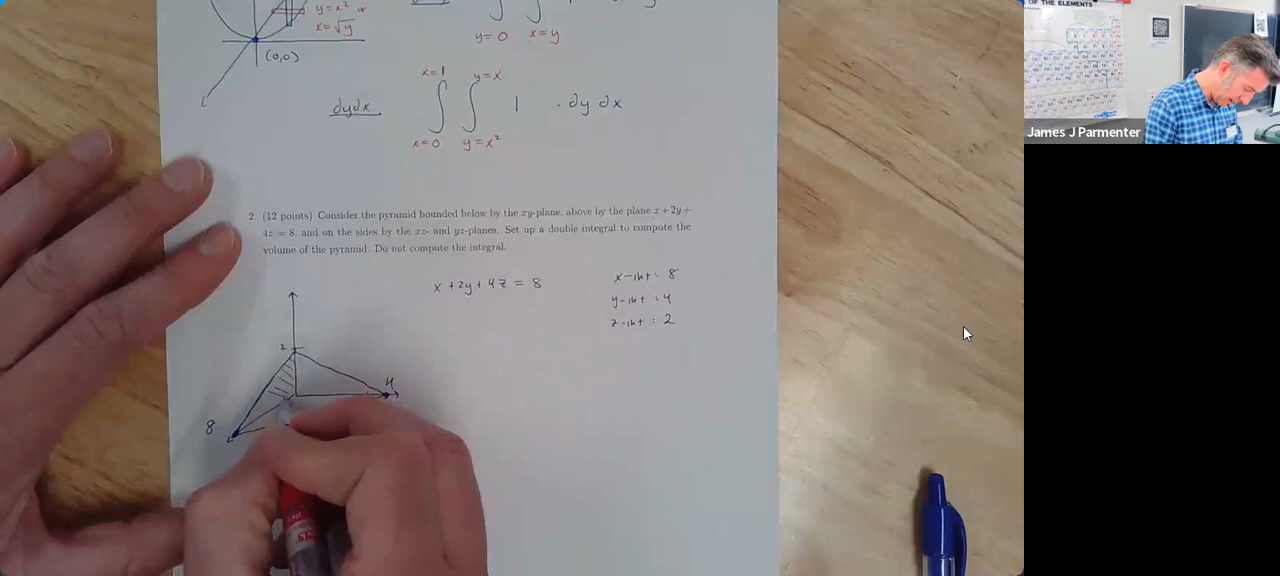 OF THE ELEMENTS
y = x² or
x = √y
y = 0 x = y
(0,0)
James J Parmenter
x = 1 y = x
∂y∂x ∫ ∫ 1 · ∂y ∂x
x = 0 y = x²
2. (12 points) Consider the pyramid bounded below by the xy-plane, above by the plane x + 2y +
4z = 8, and on the sides by the xz- and yz-planes. Set up a double integral to compute the
volume of the pyramid. Do not compute the integral.
x + 2y + 4z = 8
x-int: 8
y-int: 4
z-int: 2
2
4
8